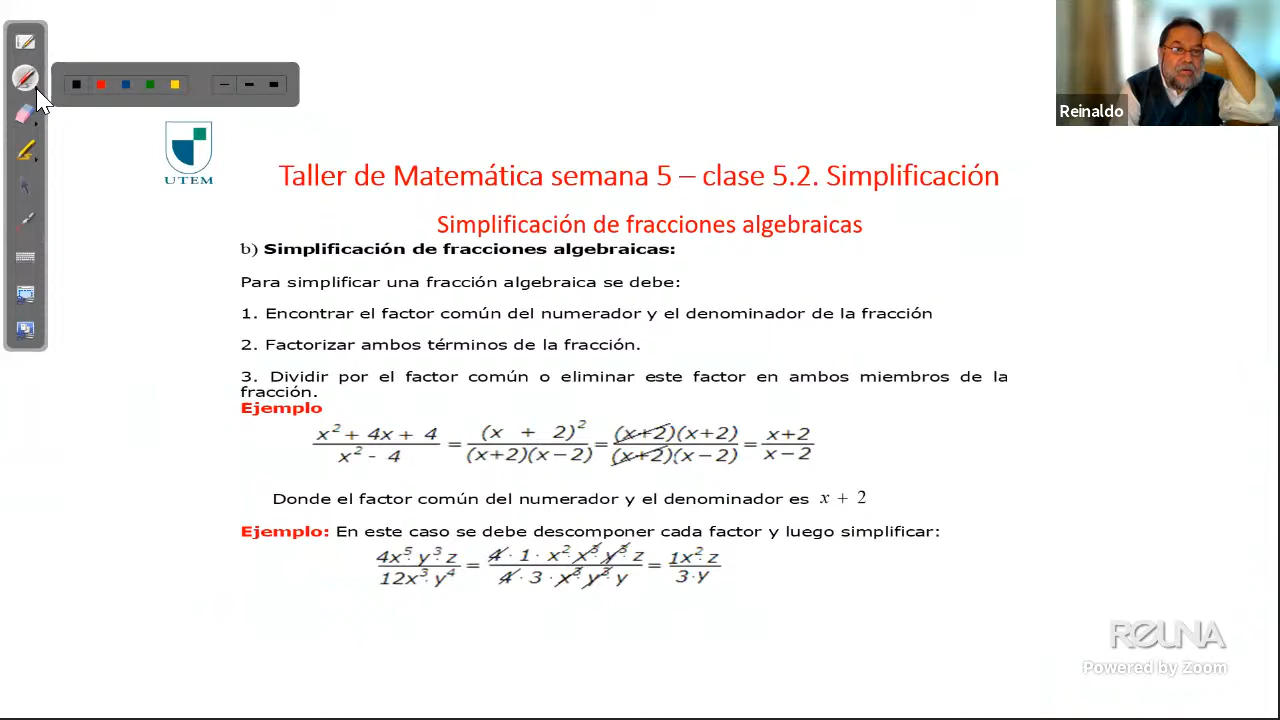 Reinaldo
UTEM
Taller de Matemática semana 5 – clase 5.2. Simplificación
Simplificación de fracciones algebraicas
b) Simplificación de fracciones algebraicas:
Para simplificar una fracción algebraica se debe:
1. Encontrar el factor común del numerador y el denominador de la fracción
2. Factorizar ambos términos de la fracción.
3. Dividir por el factor común o eliminar este factor en ambos miembros de la
fracción.
Ejemplo
(x² + 4x + 4)/(x² - 4) = (x + 2)²/((x+2)(x-2)) = ((x+2)(x+2))/((x+2)(x-2)) = (x+2)/(x-2)
Donde el factor común del numerador y el denominador es x + 2
Ejemplo: En este caso se debe descomponer cada factor y luego simplificar:
(4x⁵· y³· z)/(12x³· y⁴) = (4 · 1 · x²· x³· y³· z)/(4 · 3 · x³· y³· y) = (1x²· z)/(3·y)
REUNA
Powered by Zoom